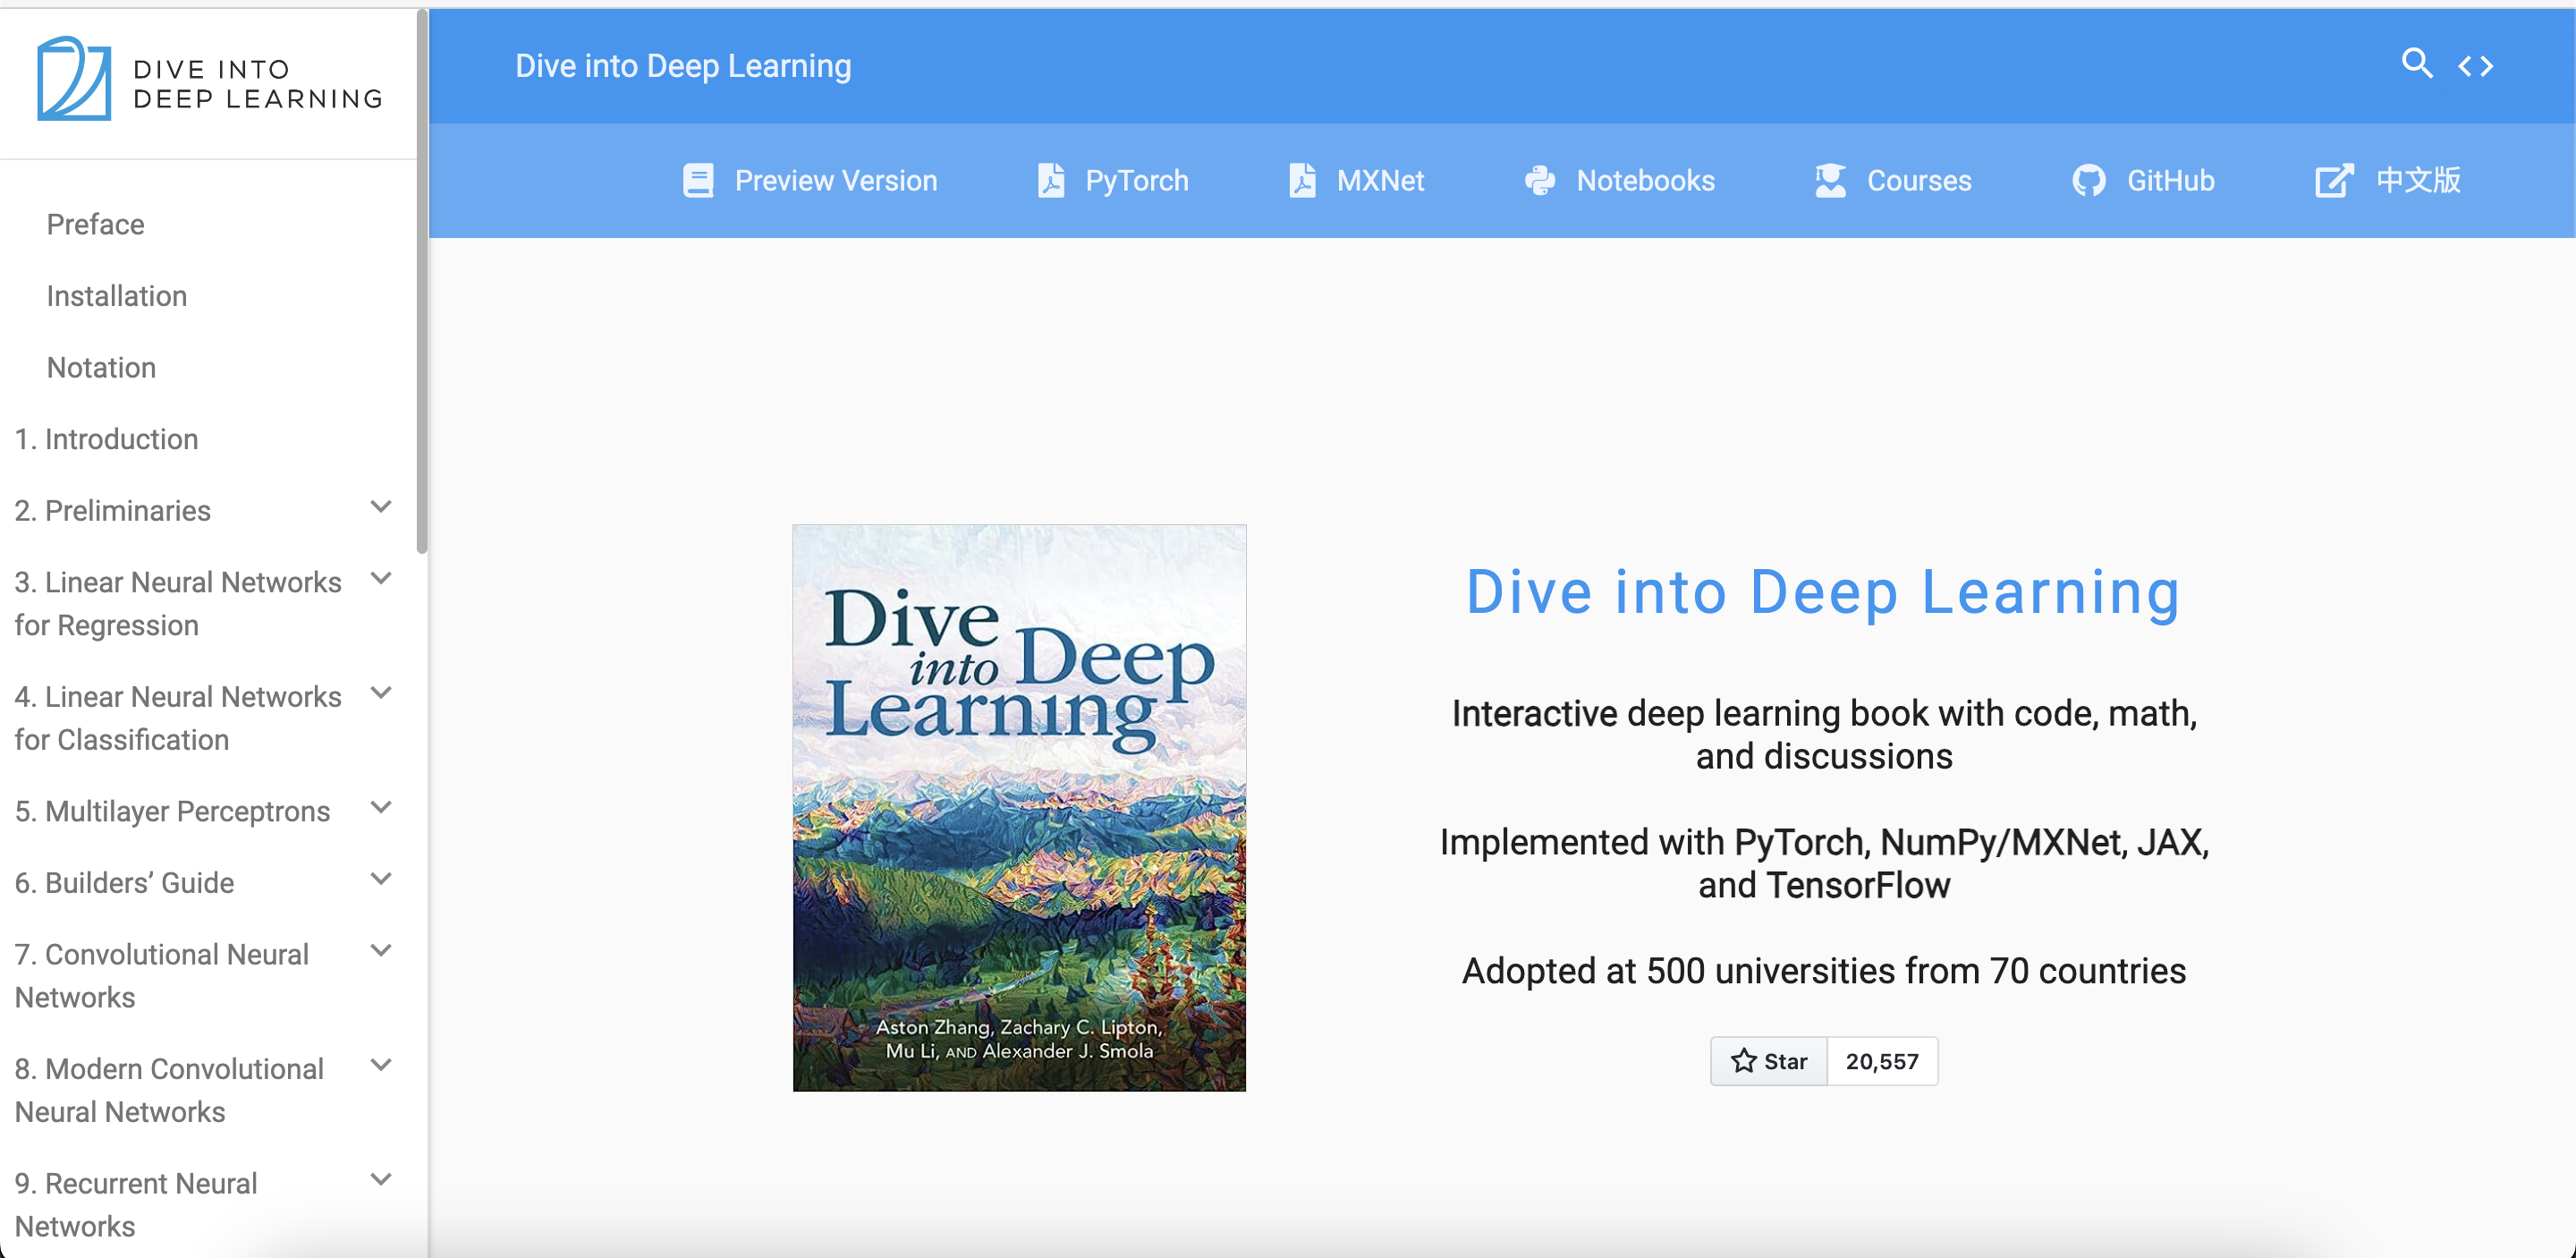 DIVE INTO
DEEP LEARNING
Preface
Installation
Notation
1. Introduction
2. Preliminaries
3. Linear Neural Networks
for Regression
4. Linear Neural Networks
for Classification
5. Multilayer Perceptrons
6. Builders’ Guide
7. Convolutional Neural
Networks
8. Modern Convolutional
Neural Networks
9. Recurrent Neural
Networks
Dive into Deep Learning
Preview Version
PyTorch
MXNet
Notebooks
Courses
GitHub
中文版
Dive
into Deep
Learning
Aston Zhang, Zachary C. Lipton,
Mu Li, AND Alexander J. Smola
Dive into Deep Learning
Interactive deep learning book with code, math,
and discussions
Implemented with PyTorch, NumPy/MXNet, JAX,
and TensorFlow
Adopted at 500 universities from 70 countries
Star 20,557